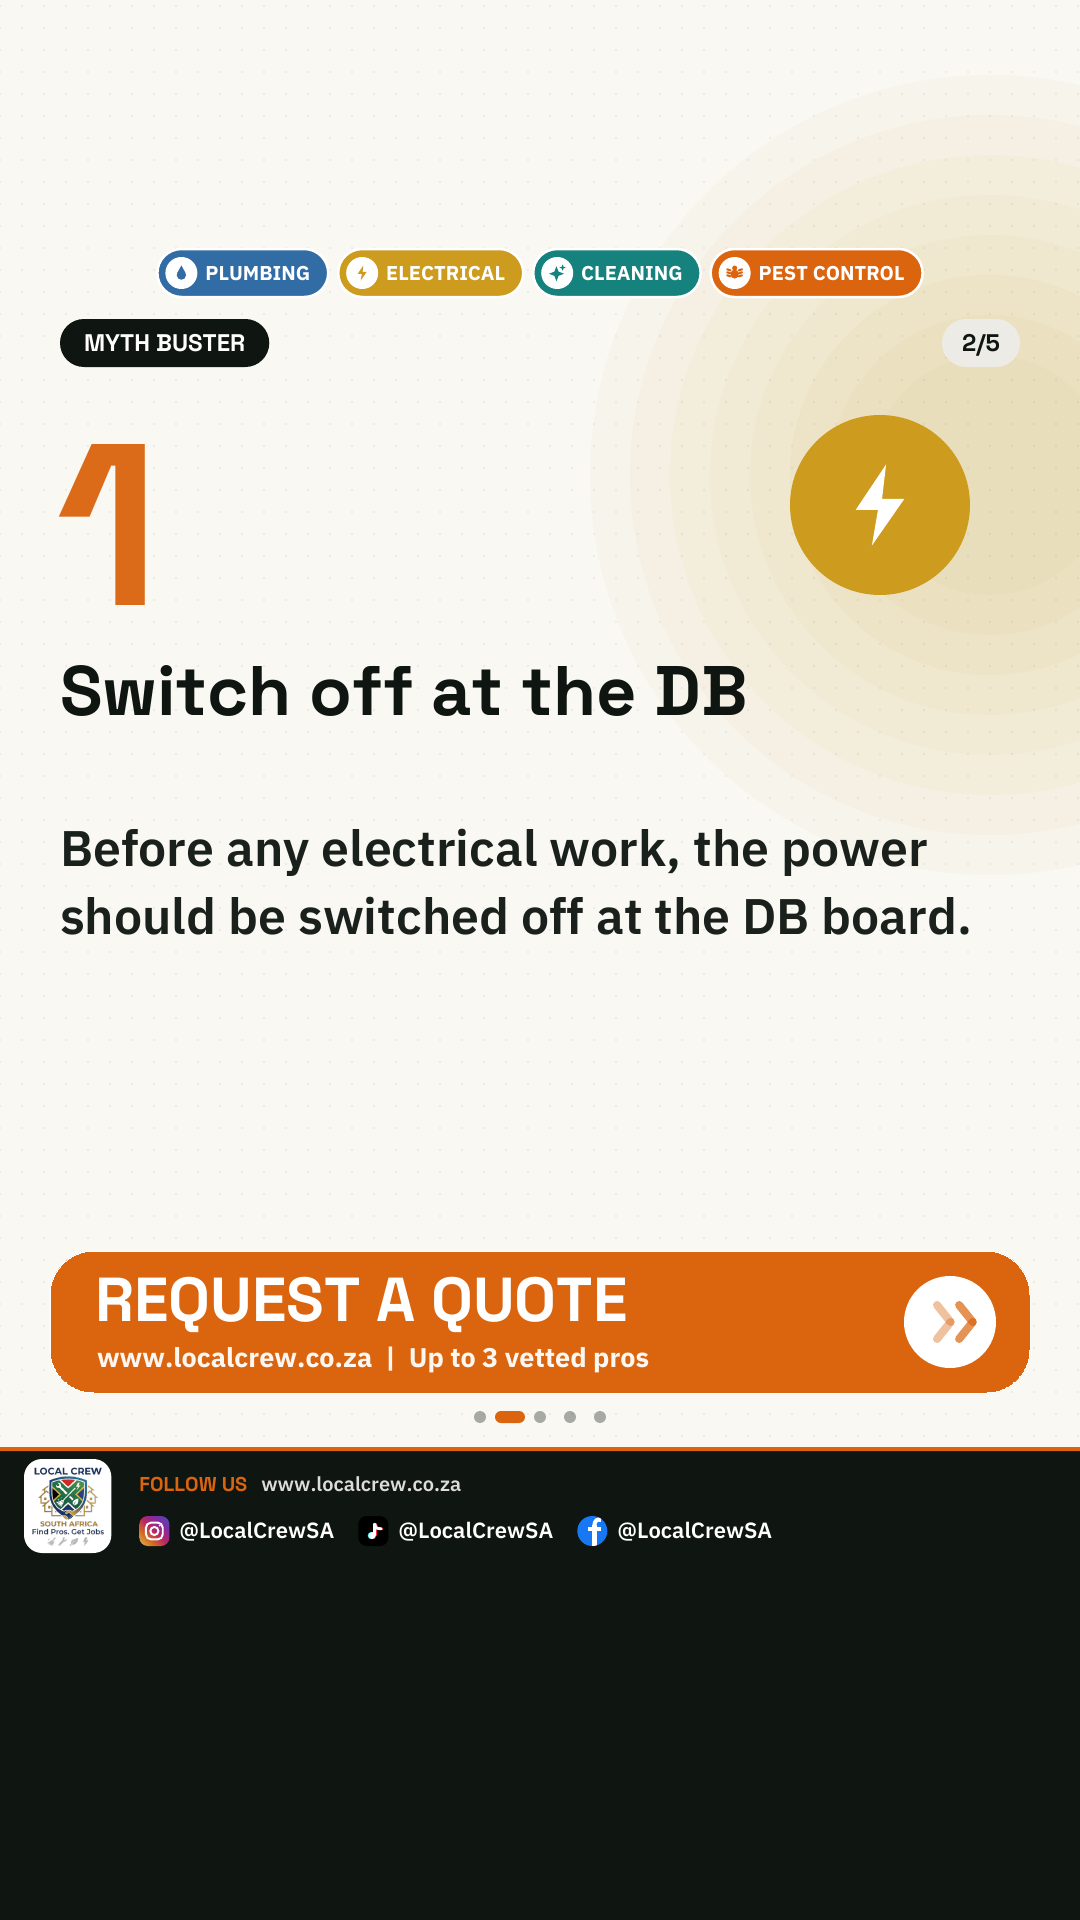 PLUMBING
ELECTRICAL
CLEANING
PEST CONTROL
MYTH BUSTER
2/5
1
Switch off at the DB
Before any electrical work, the power
should be switched off at the DB board.
REQUEST A QUOTE
www.localcrew.co.za | Up to 3 vetted pros
LOCAL CREW
SOUTH AFRICA
Find Pros. Get Jobs
FOLLOW US www.localcrew.co.za
@LocalCrewSA @LocalCrewSA @LocalCrewSA